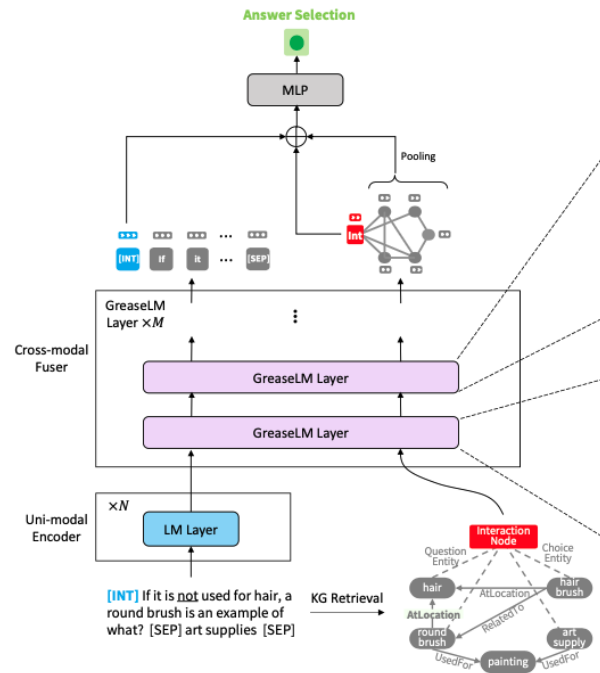 Answer Selection
MLP
Pooling
[INT]
If
it
...
[SEP]
Int
GreaseLM
Layer ×M
Cross-modal
Fuser
GreaseLM Layer
GreaseLM Layer
×N
Uni-modal
Encoder
LM Layer
Interaction
Node
Question
Entity
Choice
Entity
hair
hair
brush
AtLocation
AtLocation
RelatedTo
round
brush
art
supply
UsedFor
painting
UsedFor
[INT] If it is not used for hair, a
round brush is an example of
what? [SEP] art supplies [SEP]
KG Retrieval